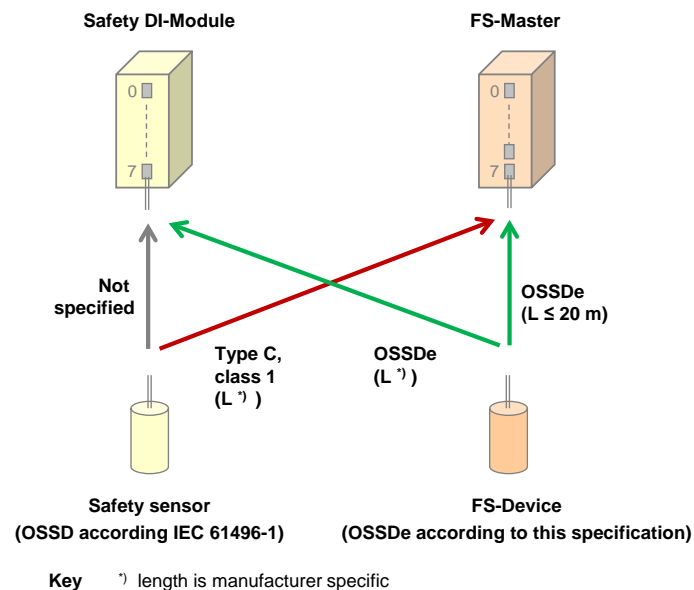 Safety DI-Module
FS-Master
0
7
0
7
Not
specified
Type C,
class 1
(L *) )
OSSDe
(L *) )
OSSDe
(L ≤ 20 m)
Safety sensor
(OSSD according IEC 61496-1)
FS-Device
(OSSDe according to this specification)
Key *) length is manufacturer specific